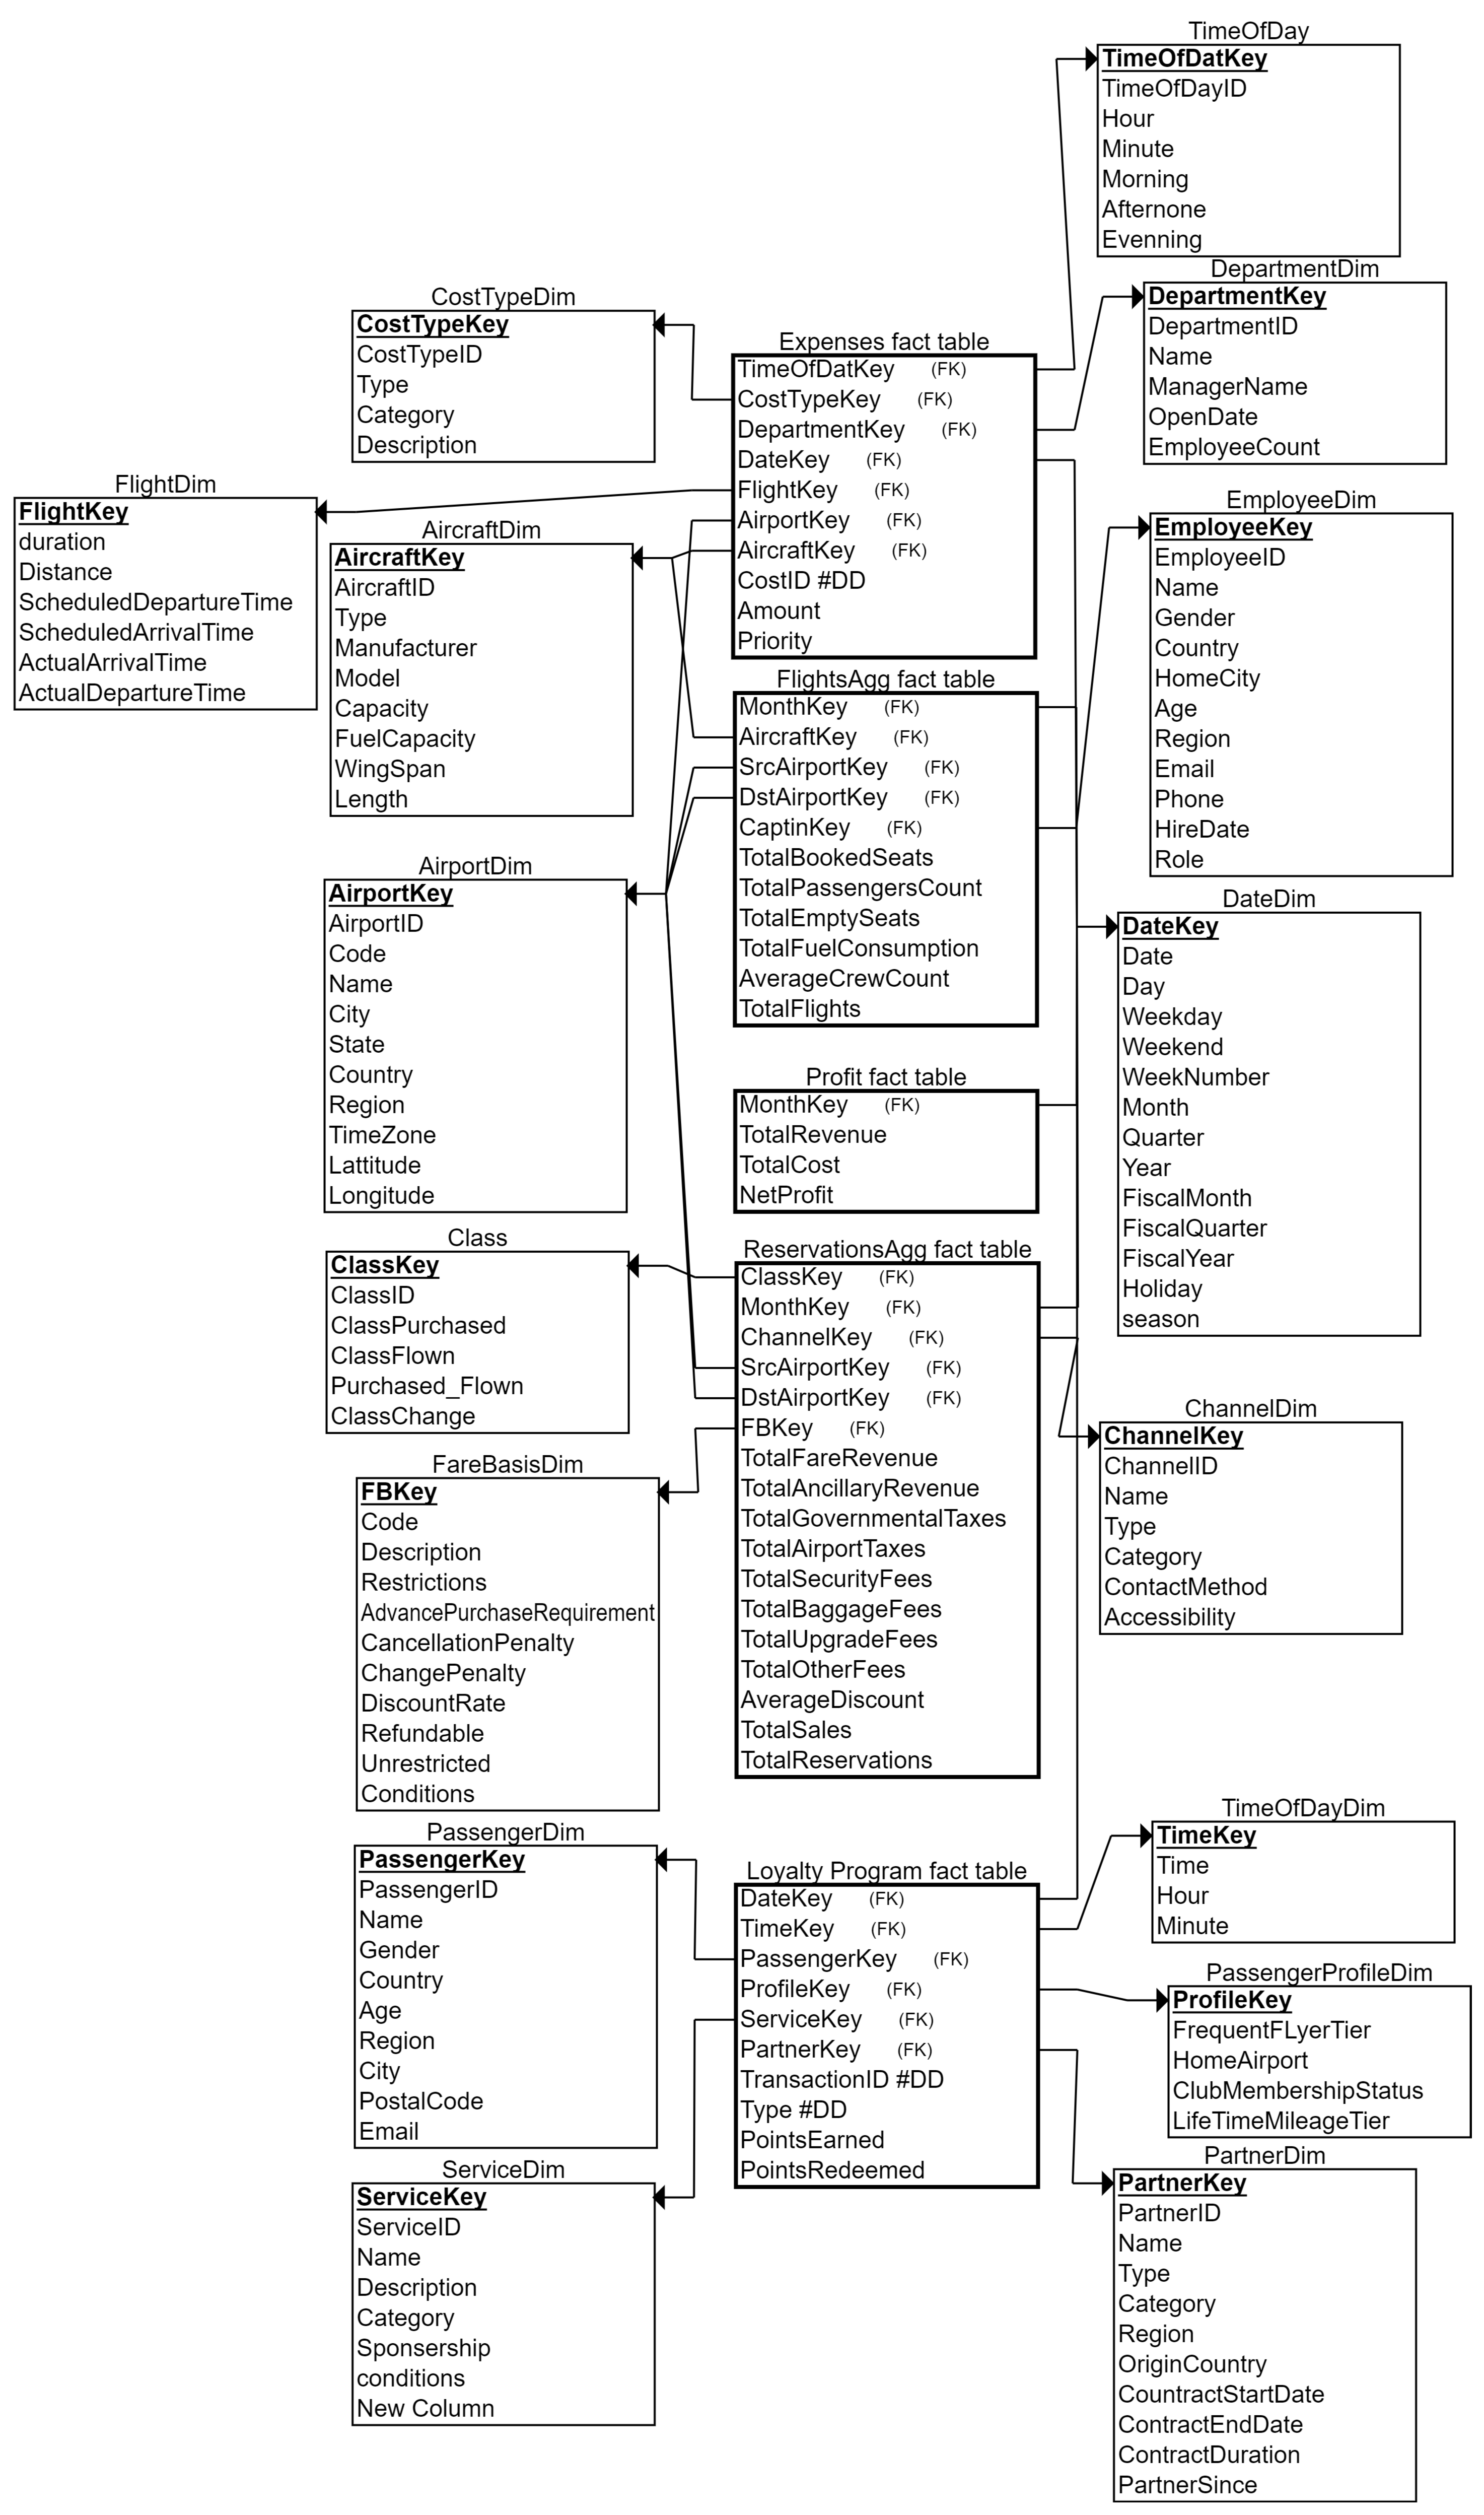 TimeOfDay
TimeOfDatKey
TimeOfDayID
Hour
Minute
Morning
Afternone
Evenning
DepartmentDim
DepartmentKey
DepartmentID
Name
ManagerName
OpenDate
EmployeeCount
CostTypeDim
CostTypeKey
CostTypeID
Type
Category
Description
Expenses fact table
TimeOfDatKey (FK)
CostTypeKey (FK)
DepartmentKey (FK)
DateKey (FK)
FlightKey (FK)
AirportKey (FK)
AircraftKey (FK)
CostID #DD
Amount
Priority
FlightDim
FlightKey
duration
Distance
ScheduledDepartureTime
ScheduledArrivalTime
ActualArrivalTime
ActualDepartureTime
AircraftDim
AircraftKey
AircraftID
Type
Manufacturer
Model
Capacity
FuelCapacity
WingSpan
Length
EmployeeDim
EmployeeKey
EmployeeID
Name
Gender
Country
HomeCity
Age
Region
Email
Phone
HireDate
Role
FlightsAgg fact table
MonthKey (FK)
AircraftKey (FK)
SrcAirportKey (FK)
DstAirportKey (FK)
CaptinKey (FK)
TotalBookedSeats
TotalPassengersCount
TotalEmptySeats
TotalFuelConsumption
AverageCrewCount
TotalFlights
AirportDim
AirportKey
AirportID
Code
Name
City
State
Country
Region
TimeZone
Lattitude
Longitude
DateDim
DateKey
Date
Day
Weekday
Weekend
WeekNumber
Month
Quarter
Year
FiscalMonth
FiscalQuarter
FiscalYear
Holiday
season
Profit fact table
MonthKey (FK)
TotalRevenue
TotalCost
NetProfit
Class
ClassKey
ClassID
ClassPurchased
ClassFlown
Purchased_Flown
ClassChange
ReservationsAgg fact table
ClassKey (FK)
MonthKey (FK)
ChannelKey (FK)
SrcAirportKey (FK)
DstAirportKey (FK)
FBKey (FK)
TotalFareRevenue
TotalAncillaryRevenue
TotalGovernmentalTaxes
TotalAirportTaxes
TotalSecurityFees
TotalBaggageFees
TotalUpgradeFees
TotalOtherFees
AverageDiscount
TotalSales
TotalReservations
ChannelDim
ChannelKey
ChannelID
Name
Type
Category
ContactMethod
Accessibility
FareBasisDim
FBKey
Code
Description
Restrictions
AdvancePurchaseRequirement
CancellationPenalty
ChangePenalty
DiscountRate
Refundable
Unrestricted
Conditions
TimeOfDayDim
TimeKey
Time
Hour
Minute
PassengerDim
PassengerKey
PassengerID
Name
Gender
Country
Age
Region
City
PostalCode
Email
Loyalty Program fact table
DateKey (FK)
TimeKey (FK)
PassengerKey (FK)
ProfileKey (FK)
ServiceKey (FK)
PartnerKey (FK)
TransactionID #DD
Type #DD
PointsEarned
PointsRedeemed
PassengerProfileDim
ProfileKey
FrequentFLyerTier
HomeAirport
ClubMembershipStatus
LifeTimeMileageTier
ServiceDim
ServiceKey
ServiceID
Name
Description
Category
Sponsership
conditions
New Column
PartnerDim
PartnerKey
PartnerID
Name
Type
Category
Region
OriginCountry
CountractStartDate
ContractEndDate
ContractDuration
PartnerSince